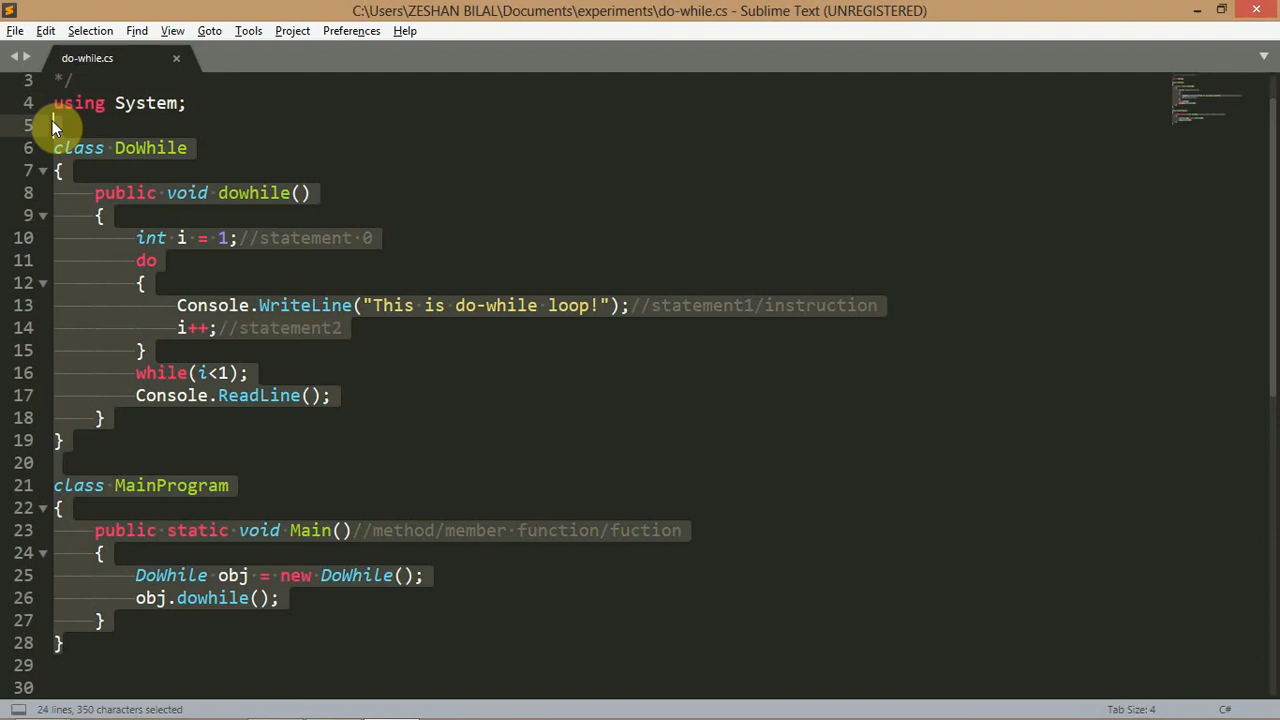 C:\Users\ZESHAN BILAL\Documents\experiments\do-while.cs - Sublime Text (UNREGISTERED)
File Edit Selection Find View Goto Tools Project Preferences Help
do-while.cs
3 */
4 using System;
5
6 class DoWhile
7 {
8 public void dowhile()
9 {
10 int i = 1;//statement 0
11 do
12 {
13 Console.WriteLine("This is do-while loop!");//statement1/instruction
14 i++;//statement2
15 }
16 while(i<1);
17 Console.ReadLine();
18 }
19 }
20
21 class MainProgram
22 {
23 public static void Main()//method/member function/fuction
24 {
25 DoWhile obj = new DoWhile();
26 obj.dowhile();
27 }
28 }
29
30
24 lines, 350 characters selected Tab Size: 4 C#